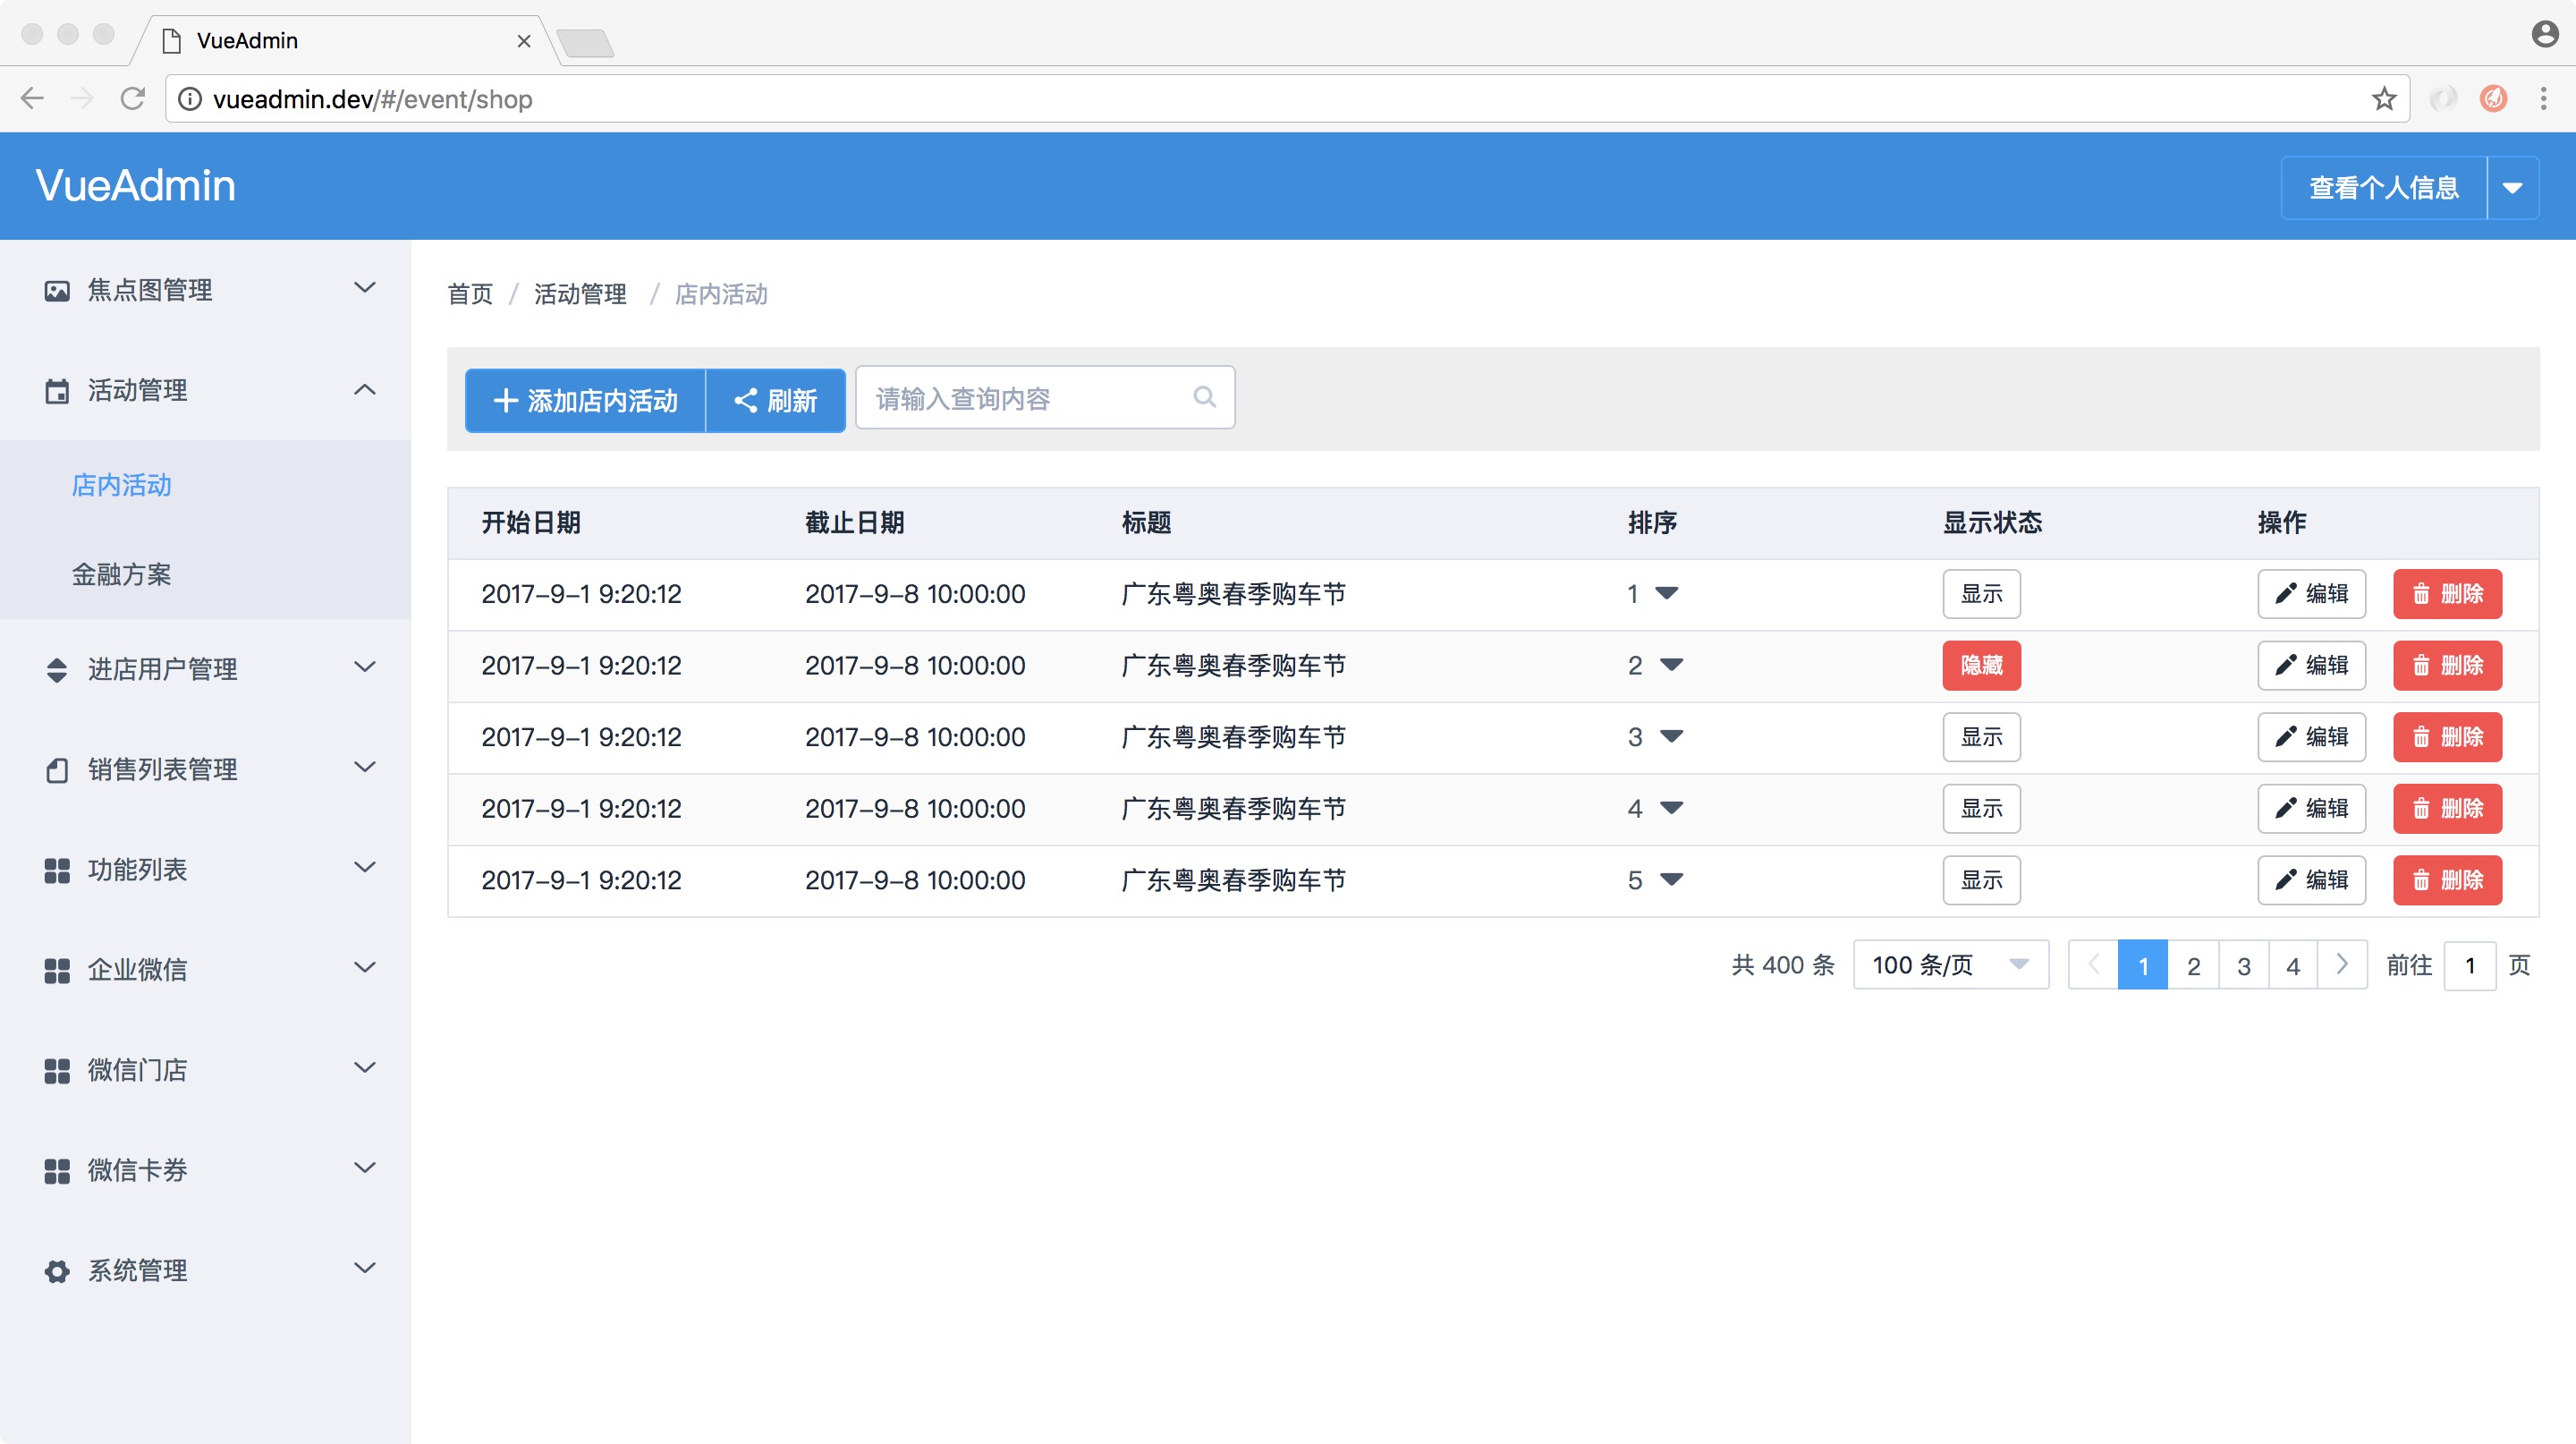 VueAdmin
vueadmin.dev/#/event/shop
VueAdmin
查看个人信息
焦点图管理
活动管理
店内活动
金融方案
进店用户管理
销售列表管理
功能列表
企业微信
微信门店
微信卡券
系统管理
首页 / 活动管理 / 店内活动
添加店内活动 刷新 请输入查询内容
开始日期 截止日期 标题 排序 显示状态 操作
2017-9-1 9:20:12 2017-9-8 10:00:00 广东粤奥春季购车节 1 显示 编辑 删除
2017-9-1 9:20:12 2017-9-8 10:00:00 广东粤奥春季购车节 2 隐藏 编辑 删除
2017-9-1 9:20:12 2017-9-8 10:00:00 广东粤奥春季购车节 3 显示 编辑 删除
2017-9-1 9:20:12 2017-9-8 10:00:00 广东粤奥春季购车节 4 显示 编辑 删除
2017-9-1 9:20:12 2017-9-8 10:00:00 广东粤奥春季购车节 5 显示 编辑 删除
共 400 条 100 条/页 1 2 3 4 前往 1 页